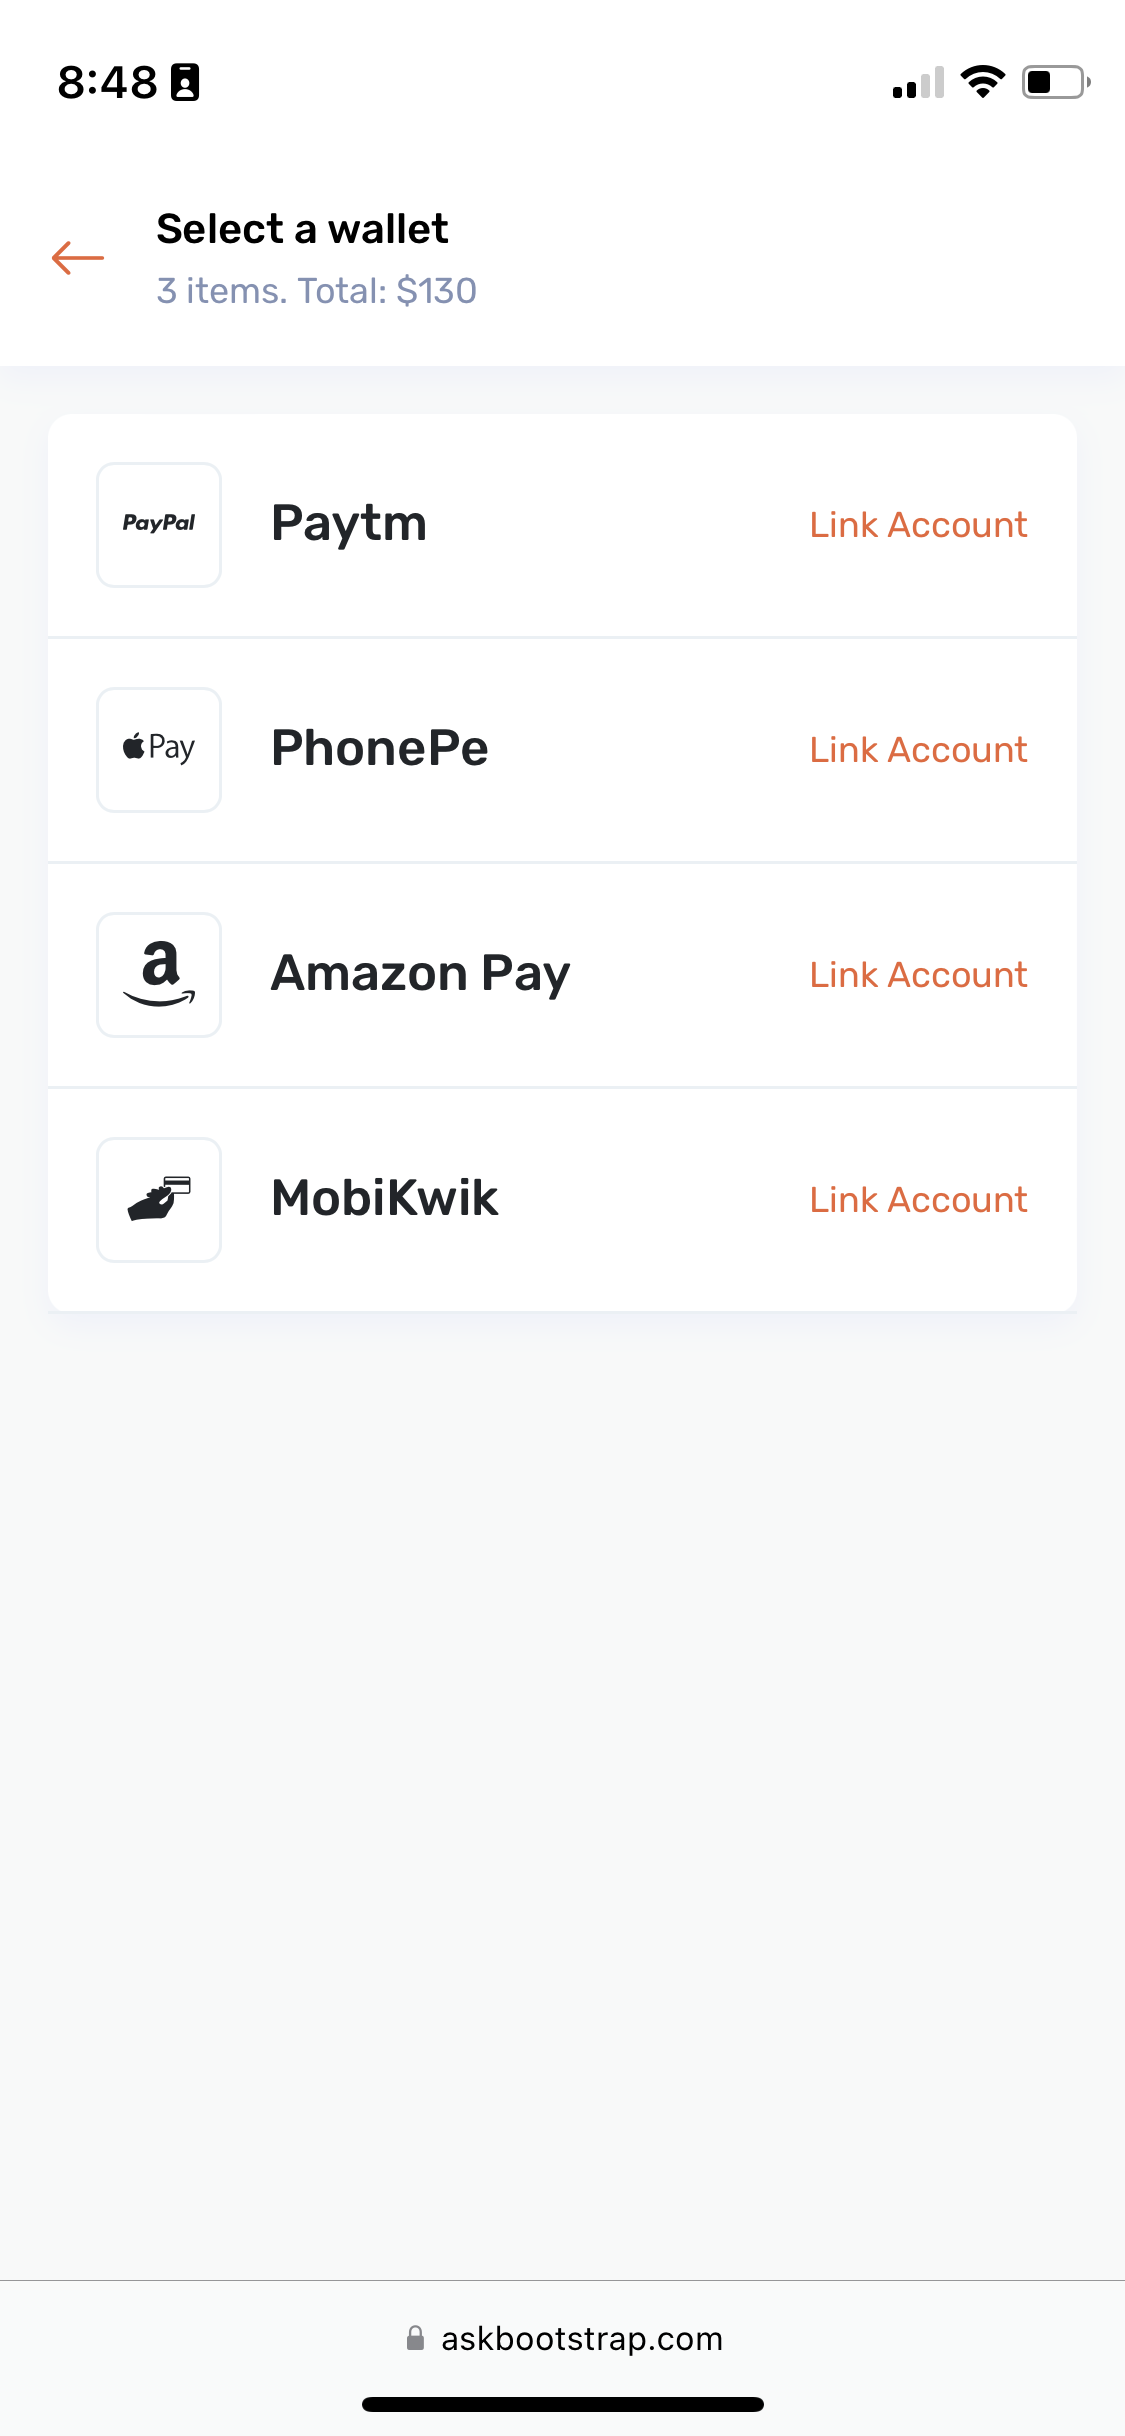 8:48
Select a wallet
3 items. Total: $130
PayPal Paytm Link Account
Pay PhonePe Link Account
a Amazon Pay Link Account
MobiKwik Link Account
askbootstrap.com